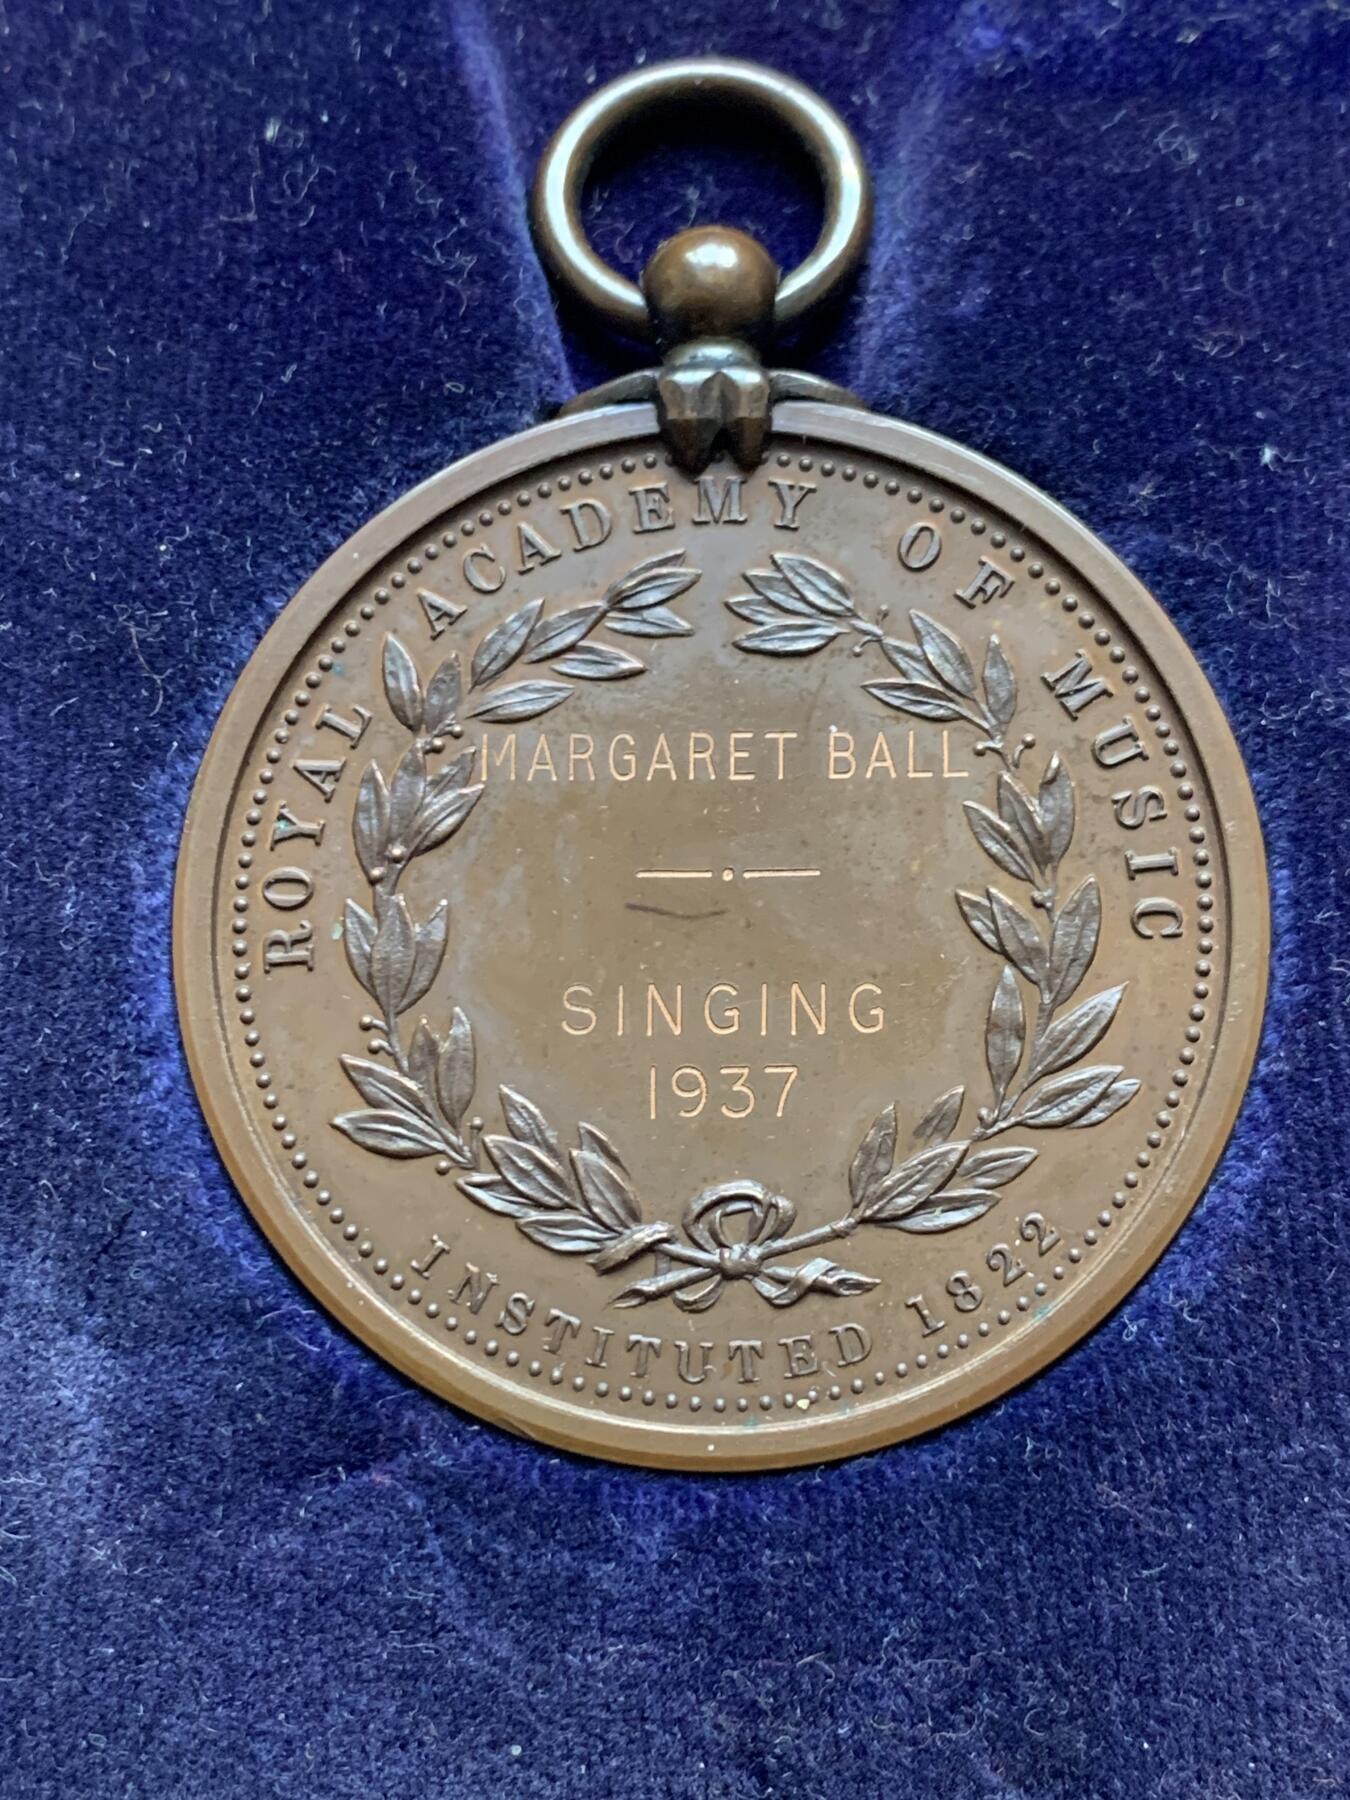 ROYAL ACADEMY OF MUSIC
MARGARET BALL
SINGING
1937
INSTITUTED 1822